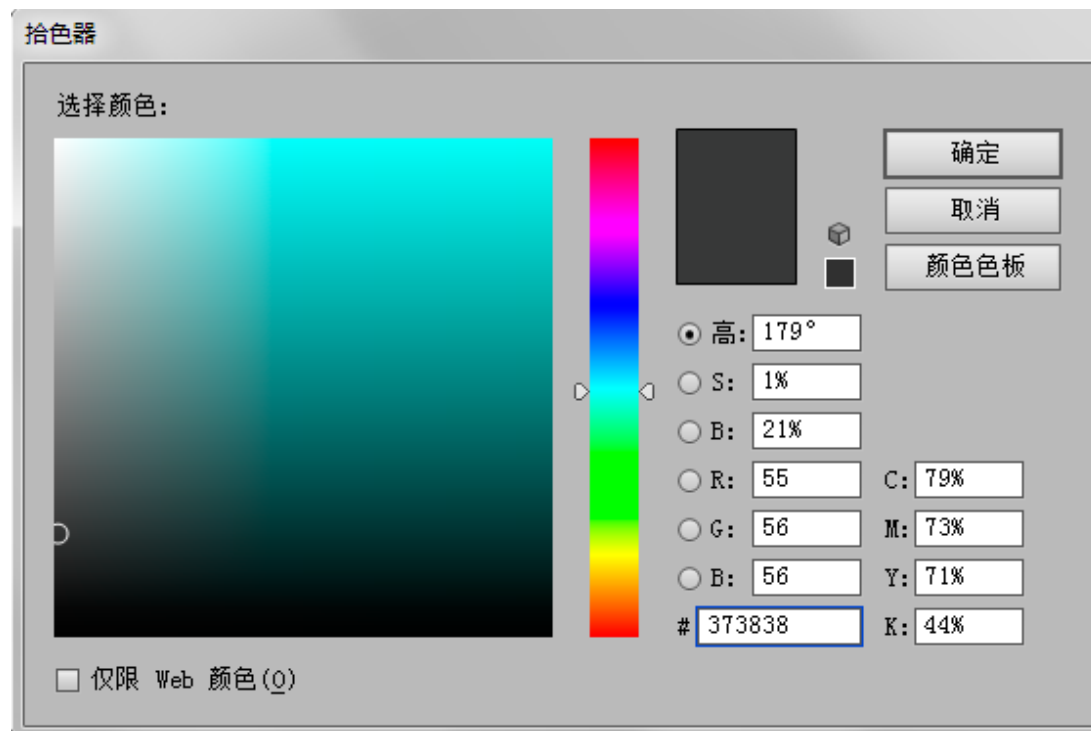 拾色器
选择颜色:
确定
取消
颜色色板
高: 179°
S: 1%
B: 21%
R: 55 C: 79%
G: 56 M: 73%
B: 56 Y: 71%
# 373838 K: 44%
仅限 Web 颜色(O)